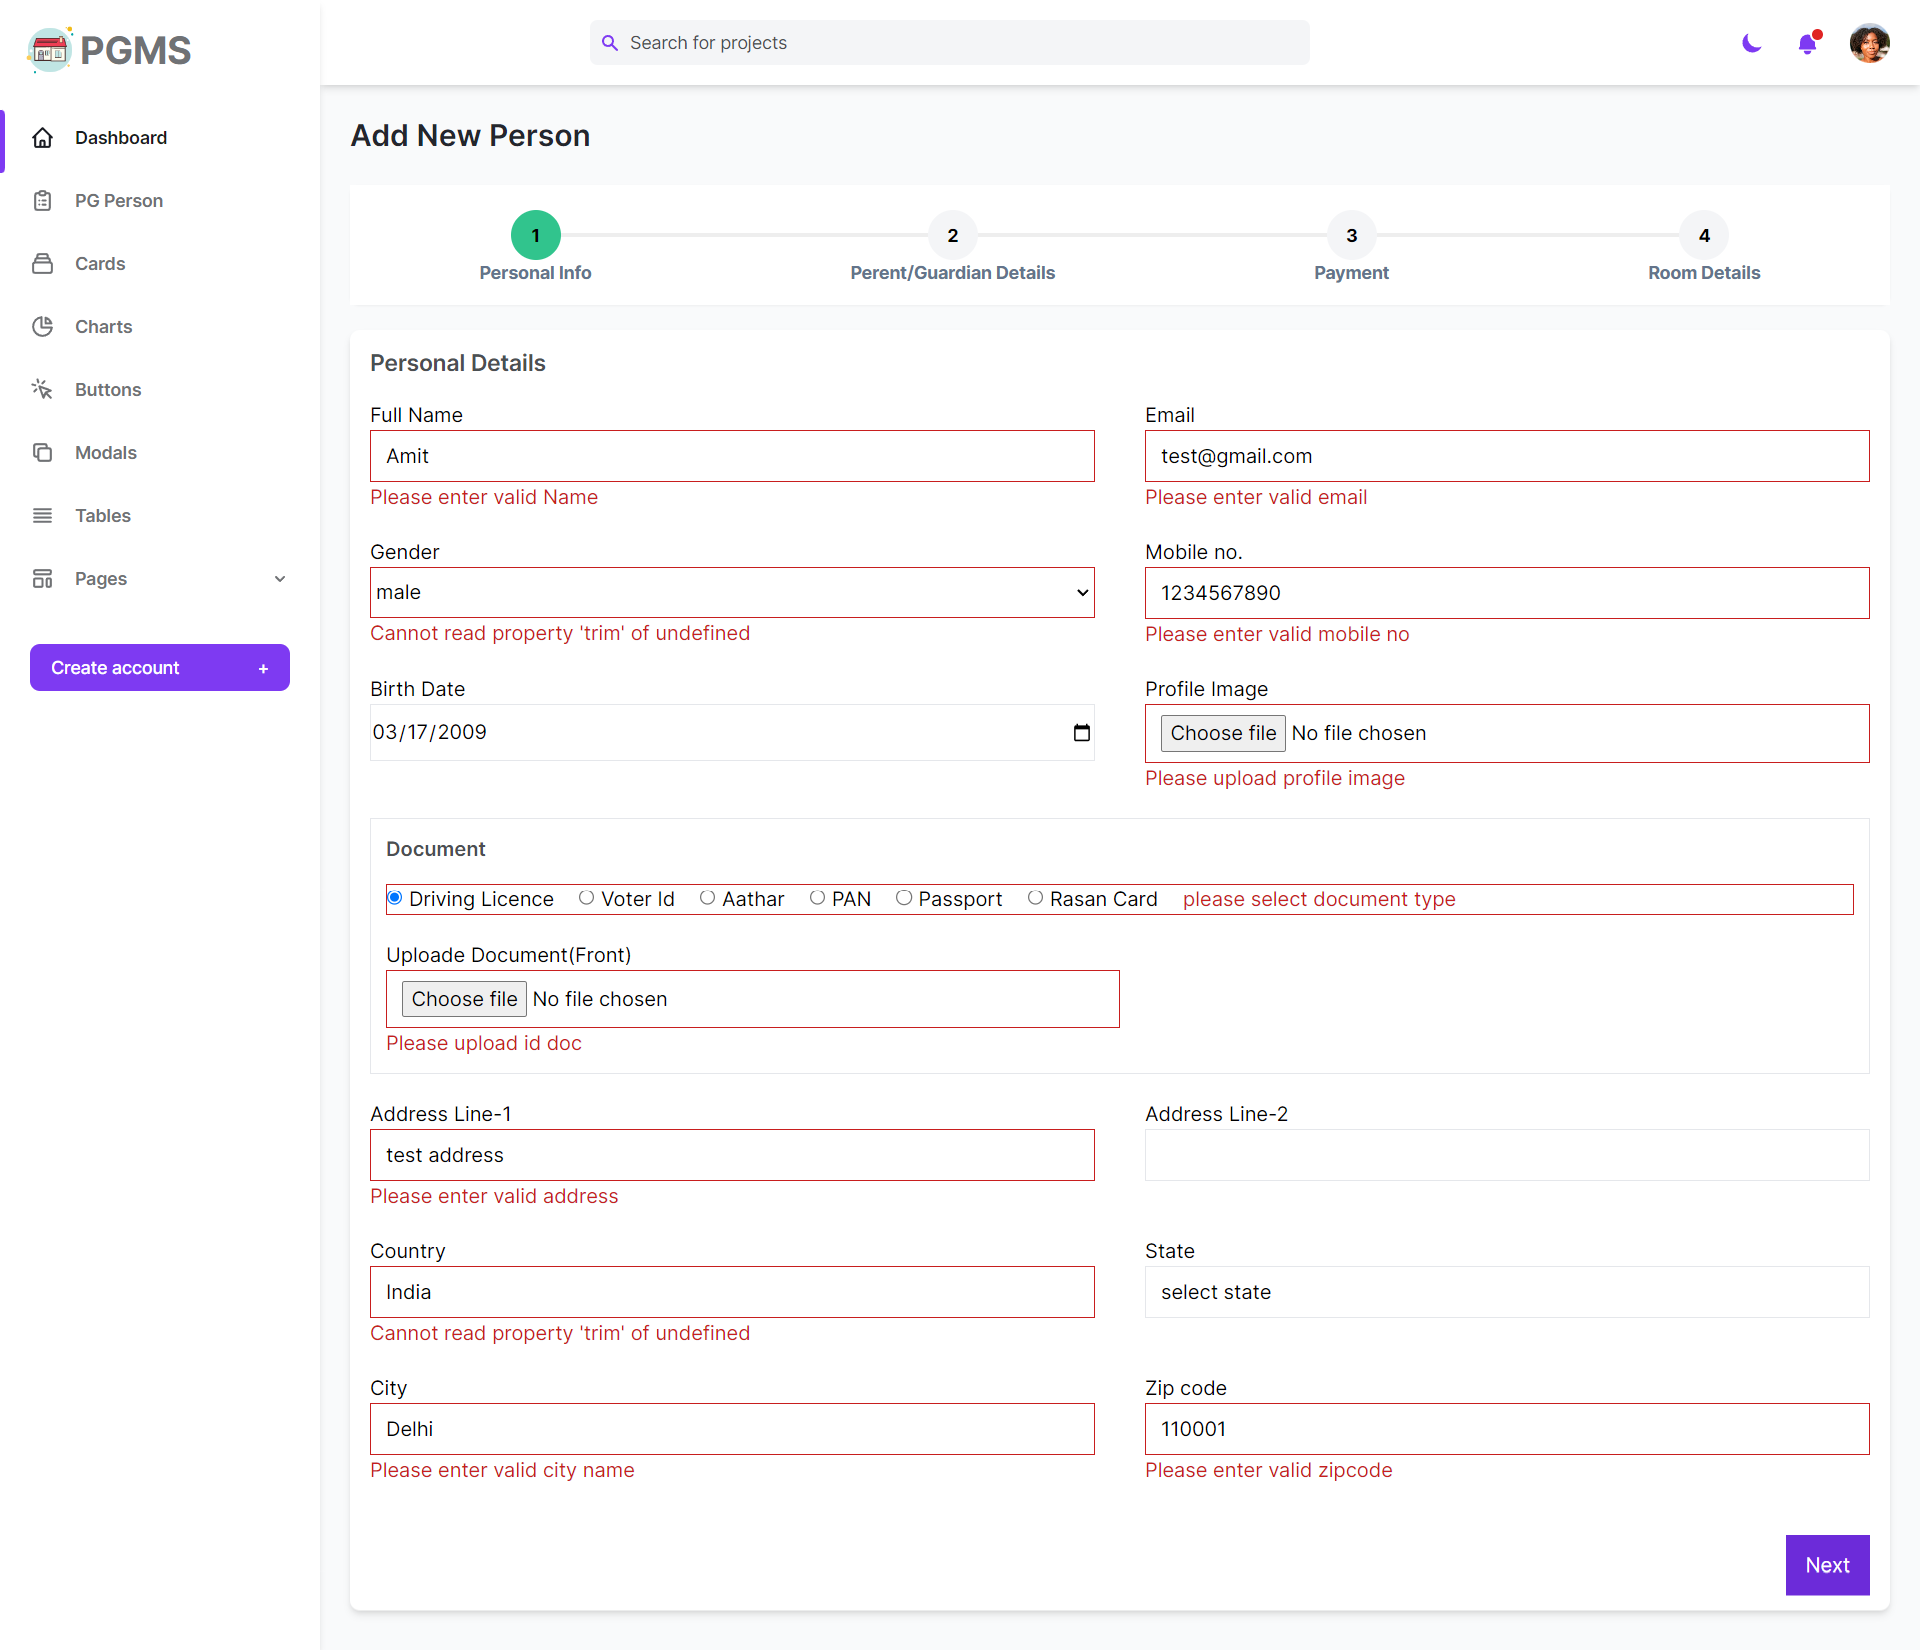 PGMS
Search for projects
Dashboard
PG Person
Cards
Charts
Buttons
Modals
Tables
Pages
Create account +
Add New Person
1 2 3 4
Personal Info Perent/Guardian Details Payment Room Details
Personal Details
Full Name Email
Amit test@gmail.com
Please enter valid Name Please enter valid email
Gender Mobile no.
male 1234567890
Cannot read property 'trim' of undefined Please enter valid mobile no
Birth Date Profile Image
03/17/2009 Choose file No file chosen
Please upload profile image
Document
Driving Licence Voter Id Aathar PAN Passport Rasan Card please select document type
Uploade Document(Front)
Choose file No file chosen
Please upload id doc
Address Line-1 Address Line-2
test address
Please enter valid address
Country State
India select state
Cannot read property 'trim' of undefined
City Zip code
Delhi 110001
Please enter valid city name Please enter valid zipcode
Next